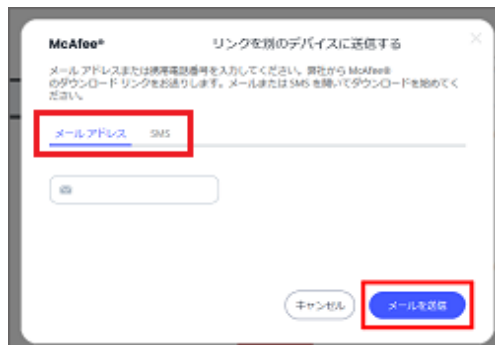 McAfee® リンクを別のデバイスに送信する
メール アドレスまたは携帯電話番号を入力してください。弊社から McAfee®
のダウンロード リンクをお送りします。メールまたは SMS を開いてダウンロードを始めてく
ださい。
メール アドレス SMS
キャンセル メールを送信